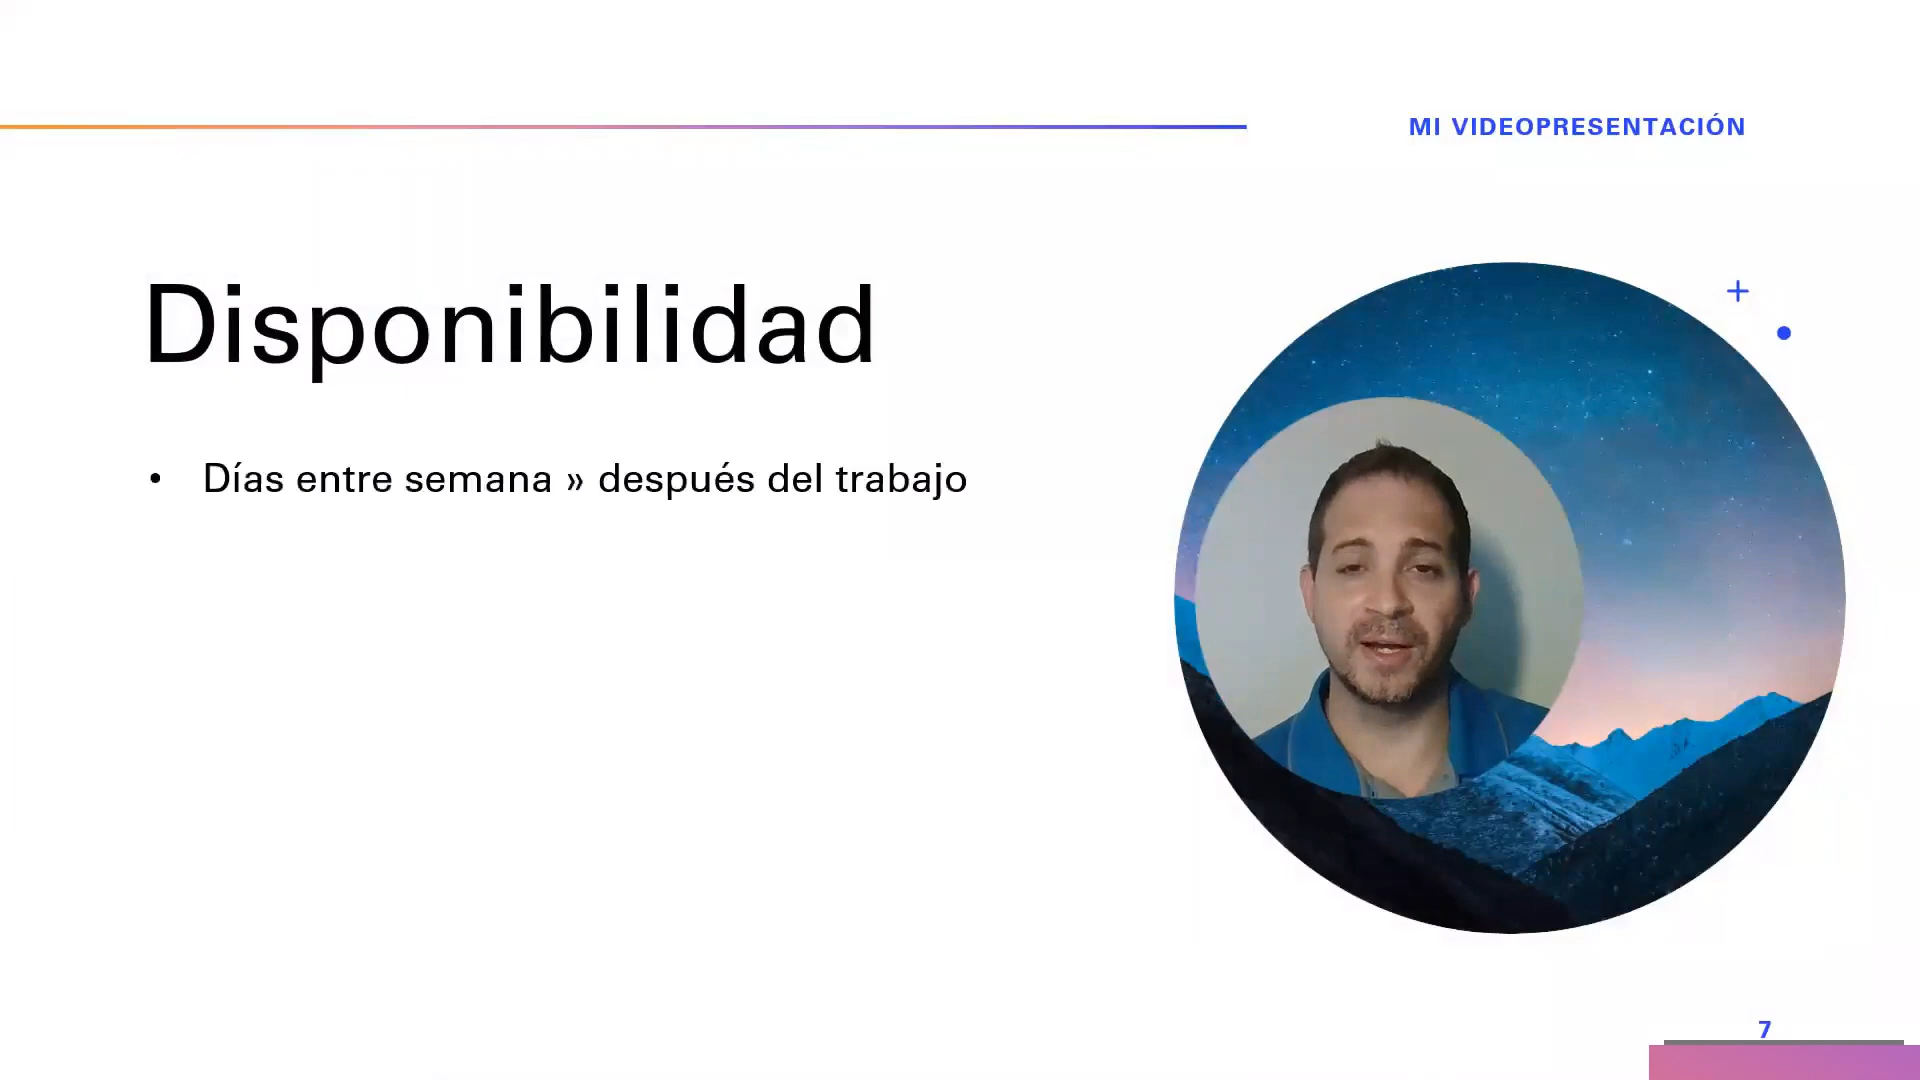 MI VIDEOPRESENTACIÓN
Disponibilidad
• Días entre semana » después del trabajo
7